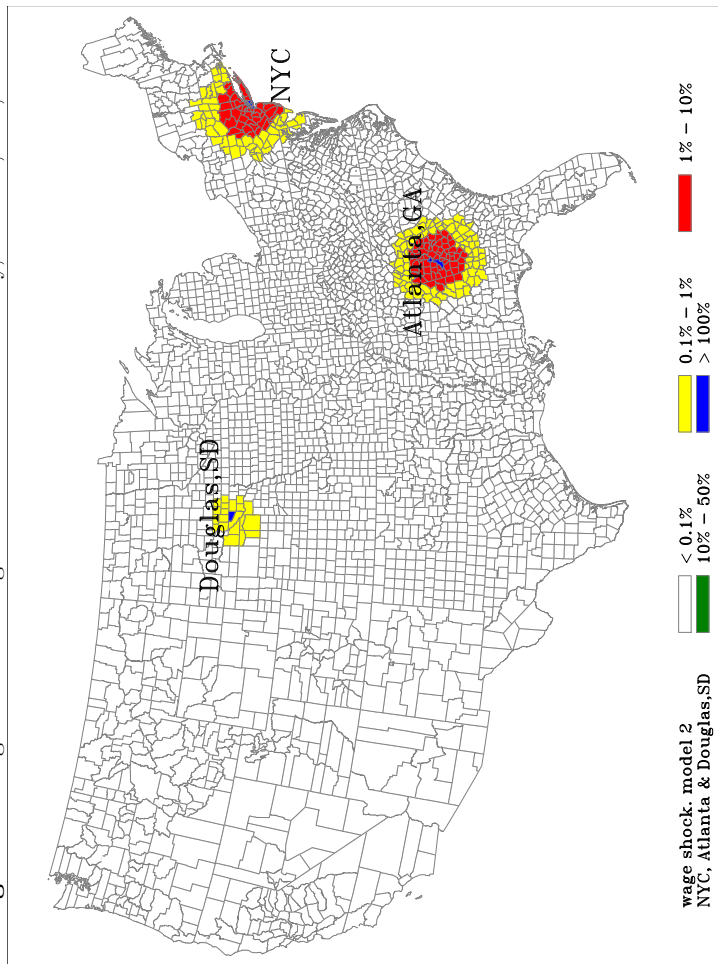 NYC
Atlanta,GA
Douglas,SD
wage shock. model 2
NYC, Atlanta & Douglas,SD
< 0.1%
0.1% − 1%
1% − 10%
10% − 50%
> 100%